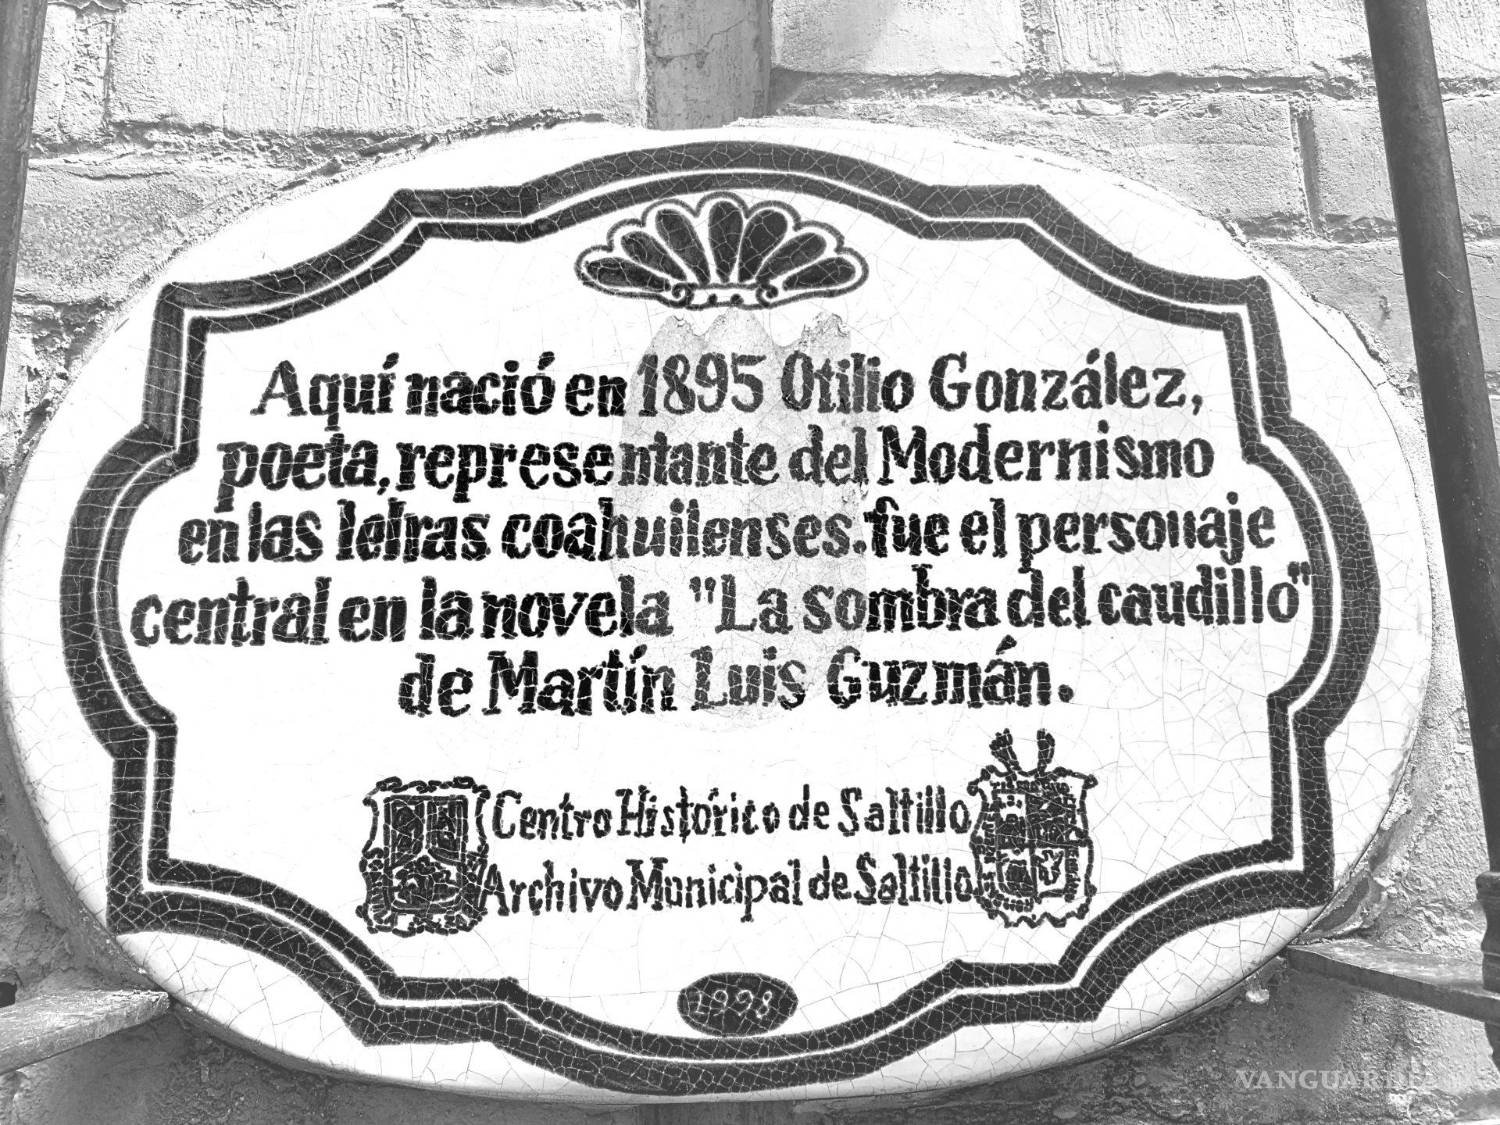 Aquí nació en 1895 Otilio González,
poeta, representante del Modernismo
en las letras coahuilenses. fue el personaje
central en la novela "La sombra del caudillo"
de Martín Luis Guzmán.
Centro Histórico de Saltillo
Archivo Municipal de Saltillo
1998
VANGUARDIA